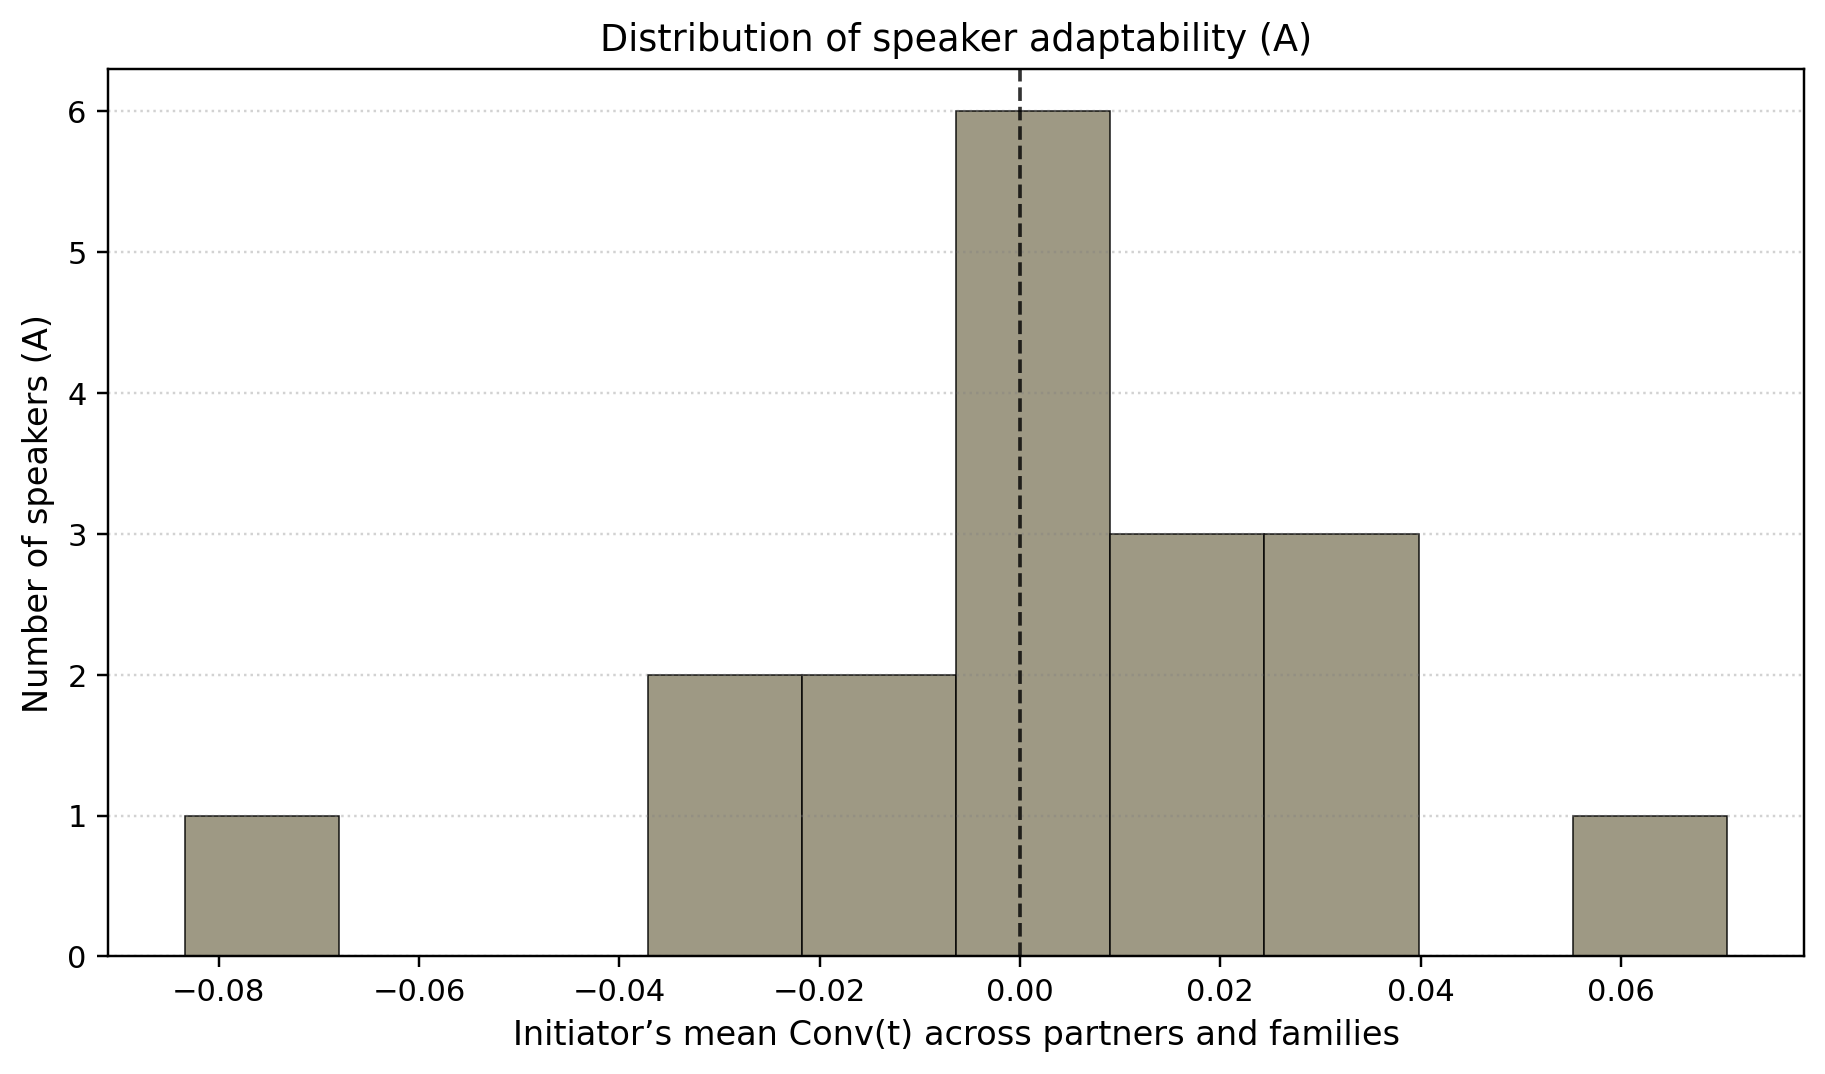 Distribution of speaker adaptability (A)
Number of speakers (A)
6
5
4
3
2
1
0
−0.08 −0.06 −0.04 −0.02 0.00 0.02 0.04 0.06
Initiator’s mean Conv(t) across partners and families